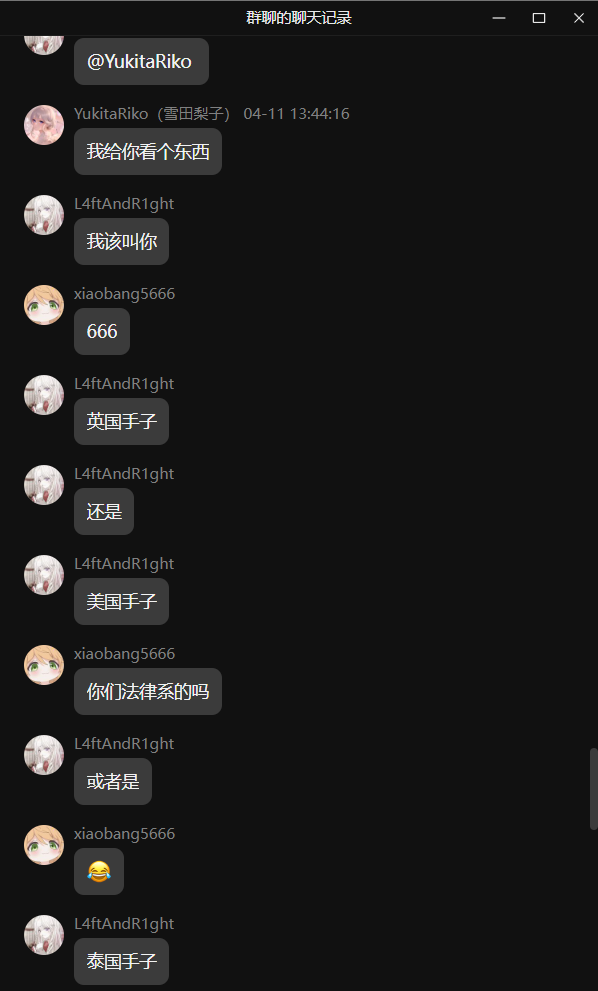 群聊的聊天记录
@YukitaRiko
YukitaRiko（雪田梨子） 04-11 13:44:16
我给你看个东西
L4ftAndR1ght
我该叫你
xiaobang5666
666
L4ftAndR1ght
英国手子
L4ftAndR1ght
还是
L4ftAndR1ght
美国手子
xiaobang5666
你们法律系的吗
L4ftAndR1ght
或者是
xiaobang5666
😂
L4ftAndR1ght
泰国手子